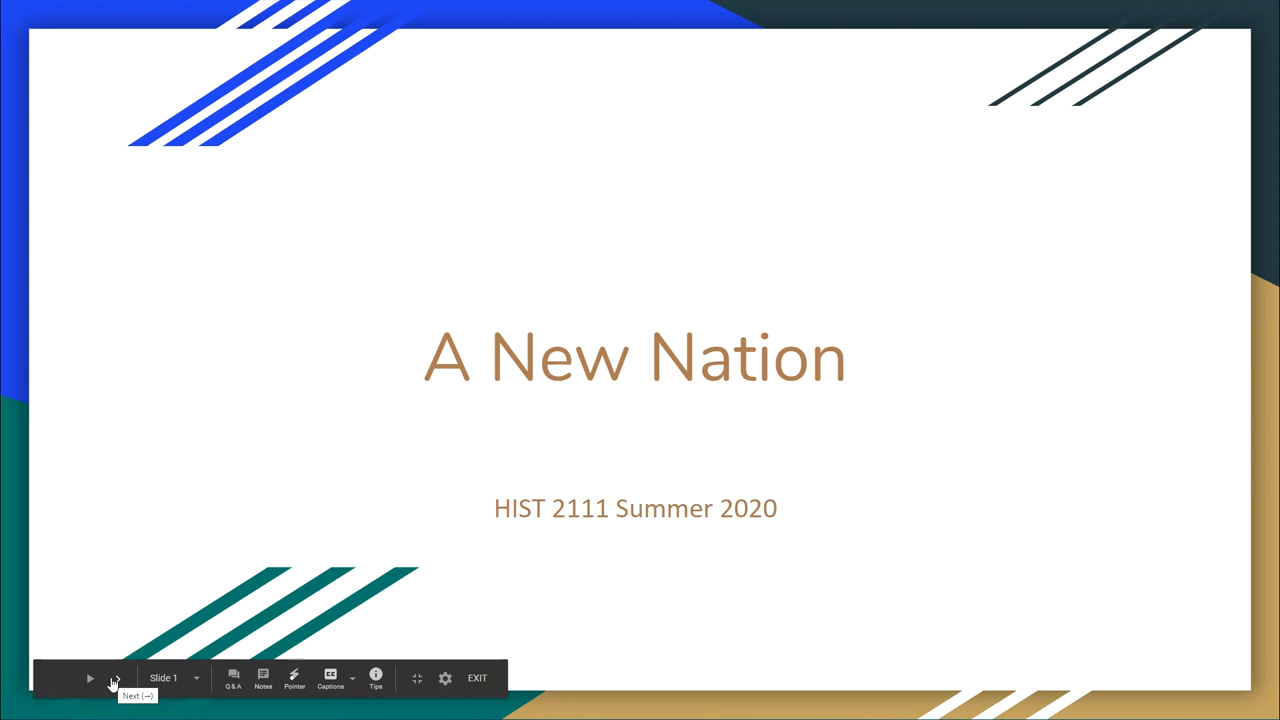 A New Nation
HIST 2111 Summer 2020
Slide 1
Q & A
Notes
Pointer
Captions
Tips
EXIT
Next (→)